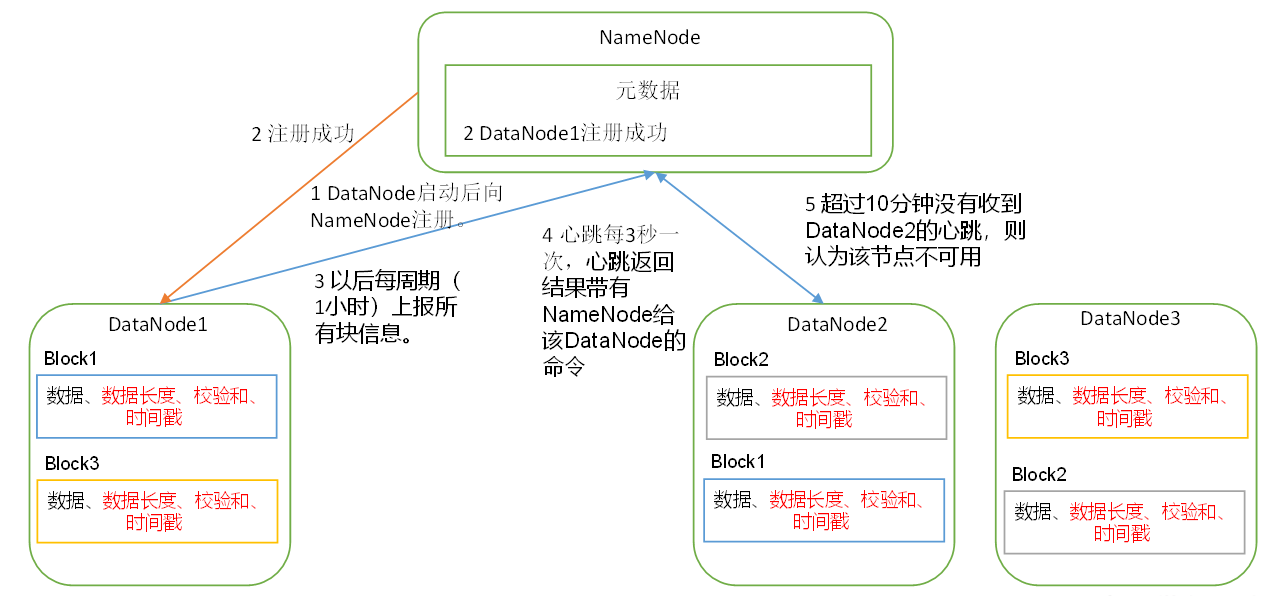 NameNode
元数据
2 DataNode1注册成功
2 注册成功
1 DataNode启动后向
NameNode注册。
3 以后每周期（
1小时）上报所
有块信息。
4 心跳每3秒一
次，心跳返回
结果带有
NameNode给
该DataNode的
命令
5 超过10分钟没有收到
DataNode2的心跳，则
认为该节点不可用
DataNode1
Block1
数据、数据长度、校验和、
时间戳
Block3
数据、数据长度、校验和、
时间戳
DataNode2
Block2
数据、数据长度、校验和、
时间戳
Block1
数据、数据长度、校验和、
时间戳
DataNode3
Block3
数据、数据长度、校验和、
时间戳
Block2
数据、数据长度、校验和、
时间戳